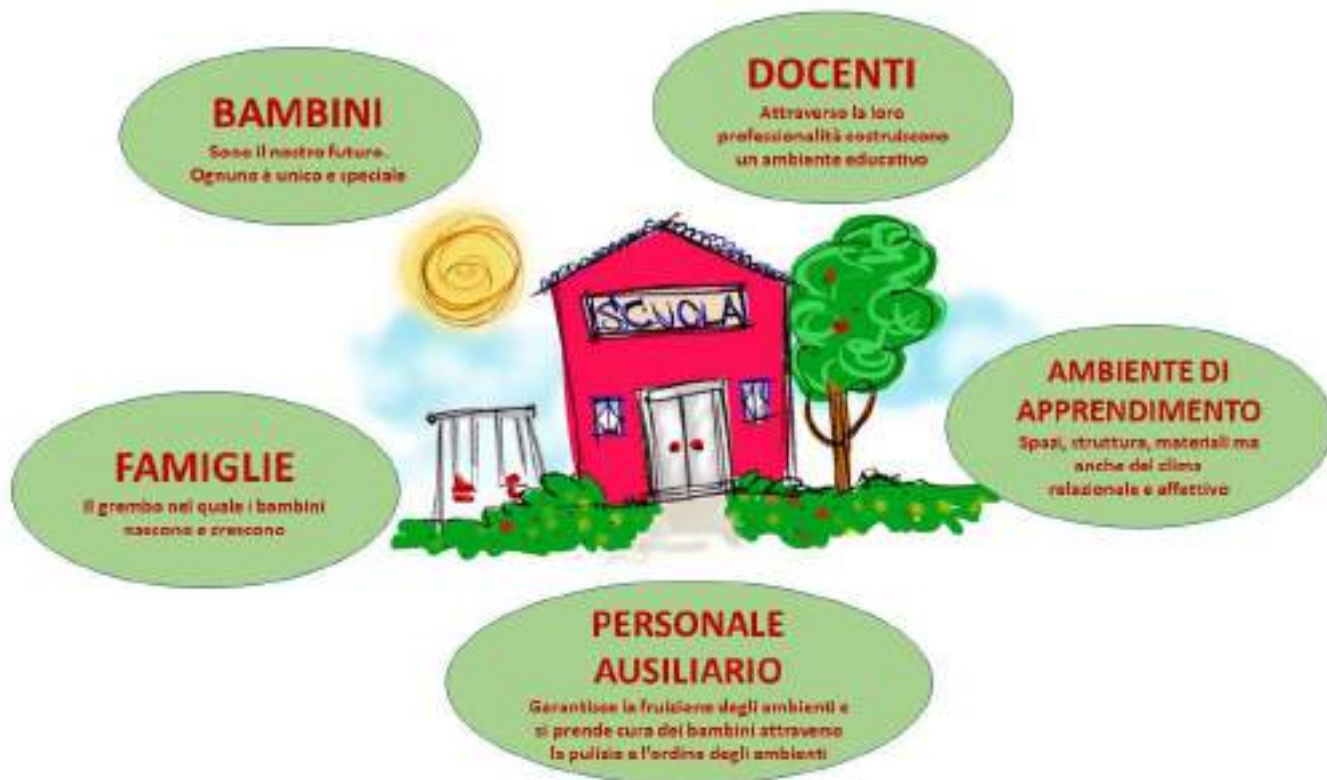 BAMBINI
Sono il nostro futuro.
Ognuno è unico e speciale
DOCENTI
Attraverso la loro
professionalità costruiscono
un ambiente educativo
SCUOLA
AMBIENTE DI
APPRENDIMENTO
Spazi, struttura, materiali ma
anche del clima
relazionale e affettivo
FAMIGLIE
Il grembo nel quale i bambini
nascono e crescono
PERSONALE
AUSILIARIO
Garantisce la fruizione degli ambienti e
si prende cura dei bambini attraverso
la pulizia e l'ordine degli ambienti